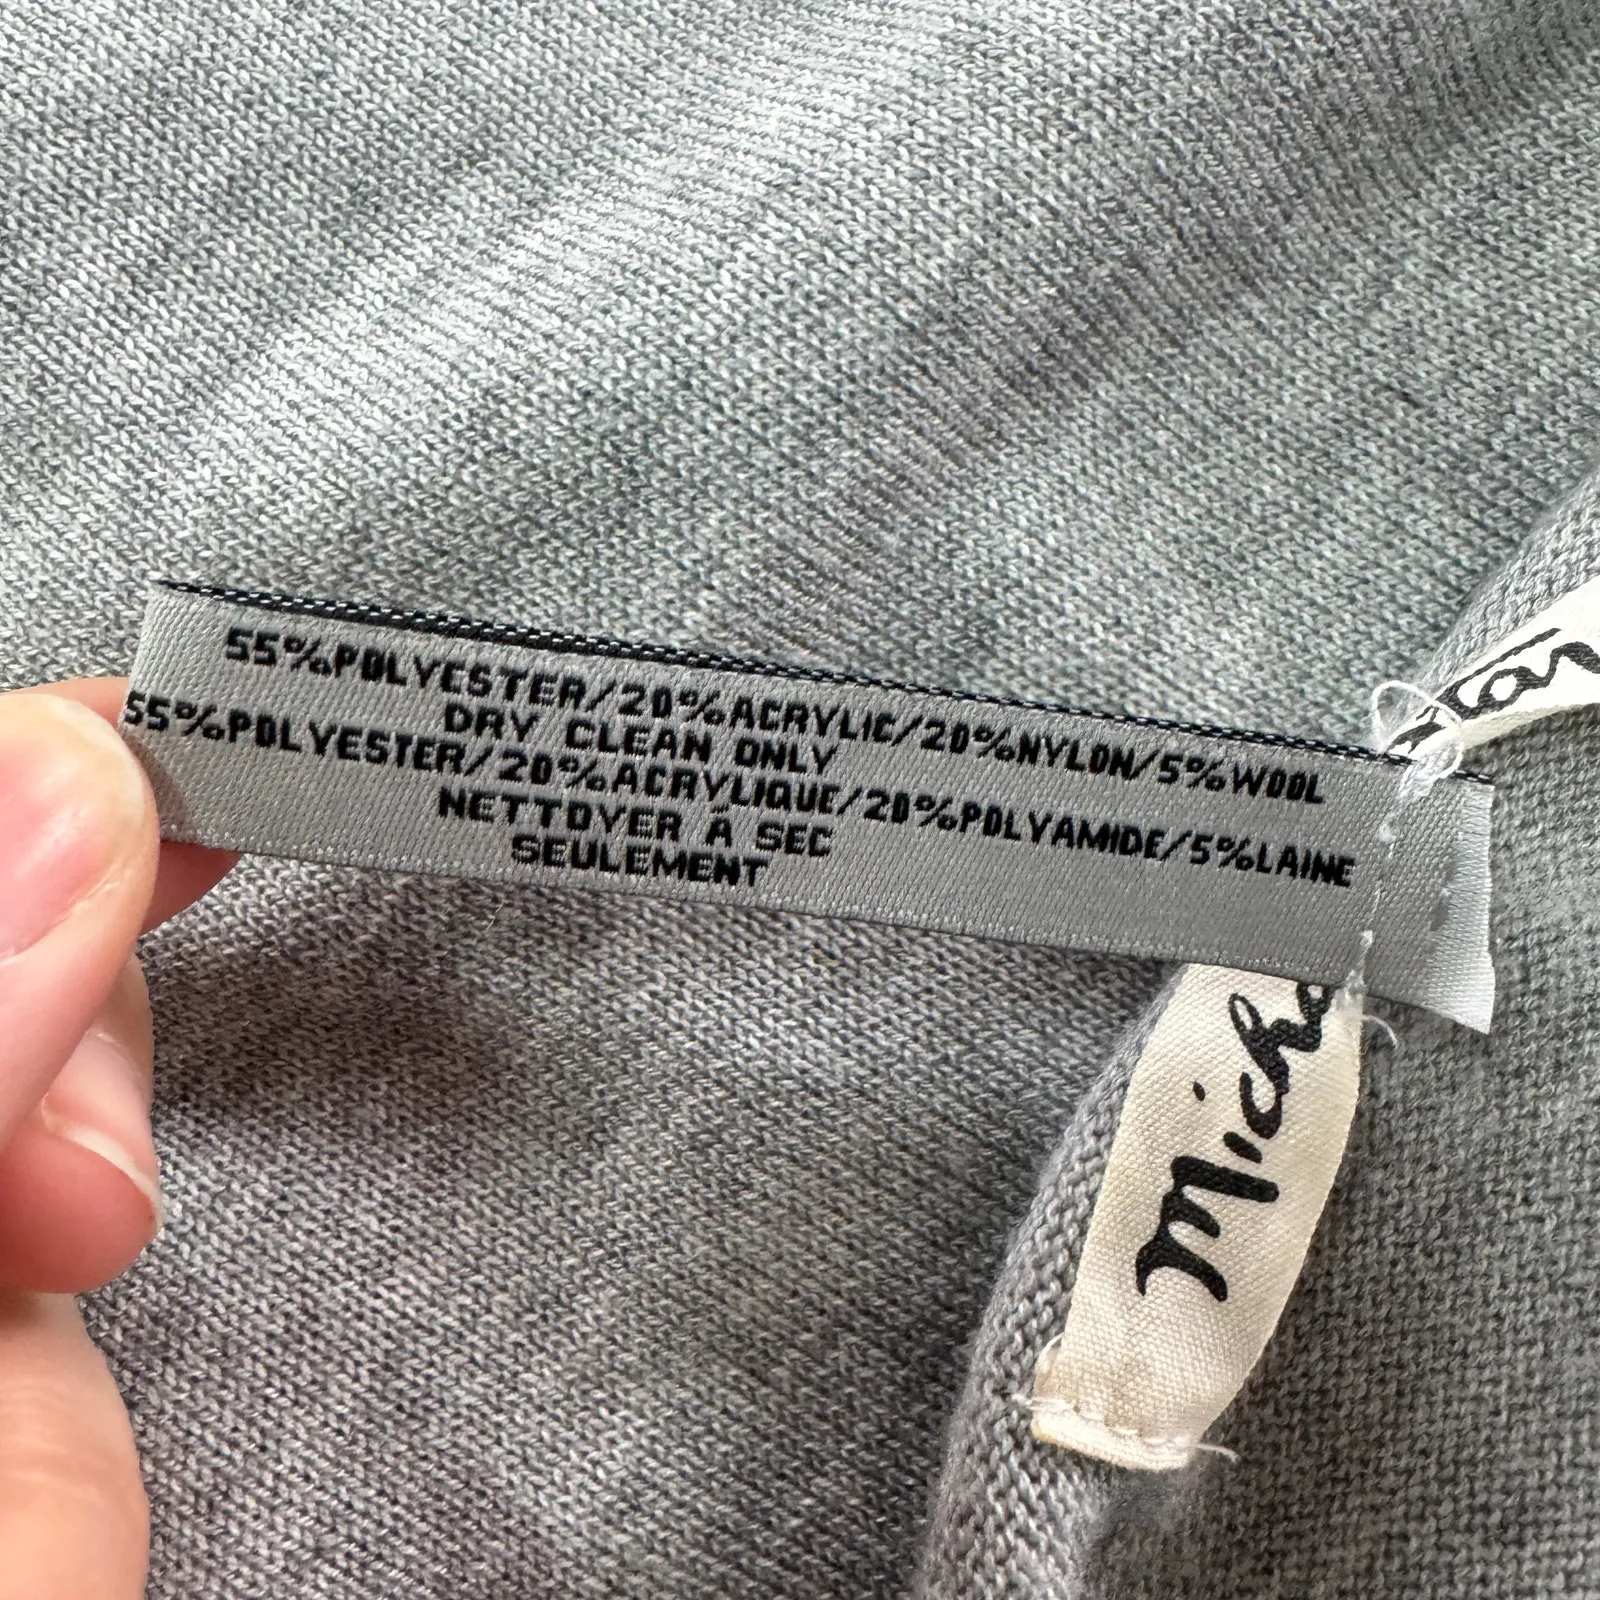 55%POLYESTER/20%ACRYLIC/20%NYLON/5%WOOL
DRY CLEAN ONLY
55%POLYESTER/20%ACRYLIQUE/20%POLYAMIDE/5%LAINE
NETTOYER À SEC
SEULEMENT
Micha